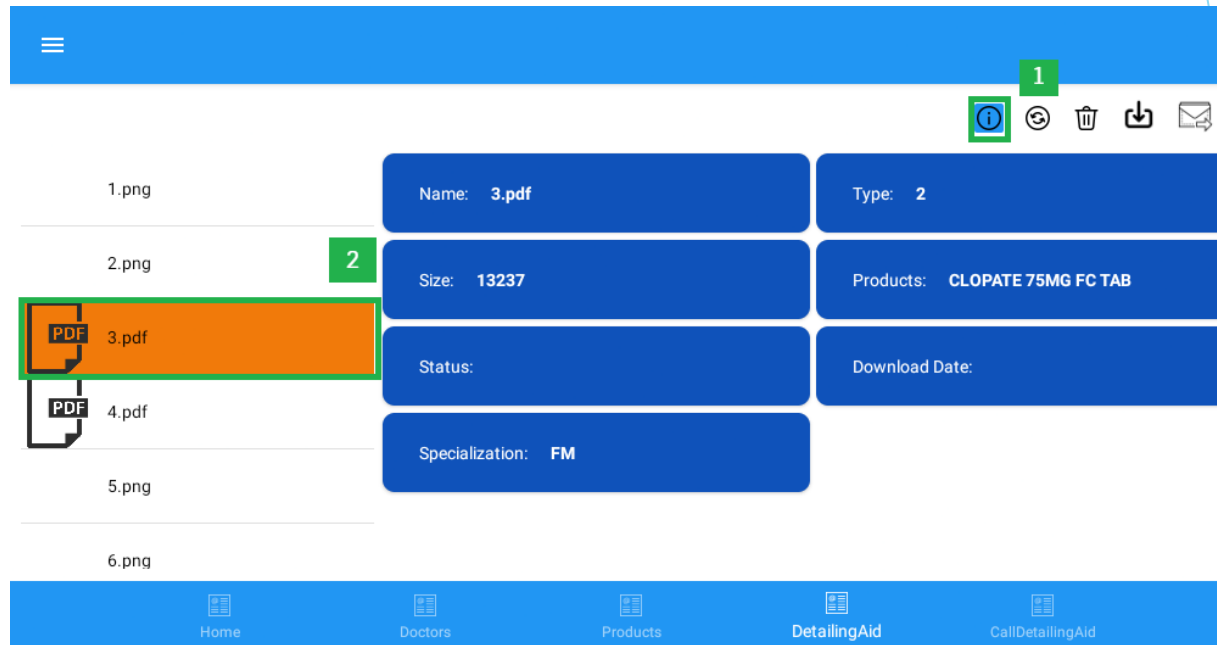 1
1.png
Name: 3.pdf
Type: 2
2.png
2
Size: 13237
Products: CLOPATE 75MG FC TAB
PDF
3.pdf
Status:
Download Date:
PDF
4.pdf
Specialization: FM
5.png
6.png
Home
Doctors
Products
DetailingAid
CallDetailingAid